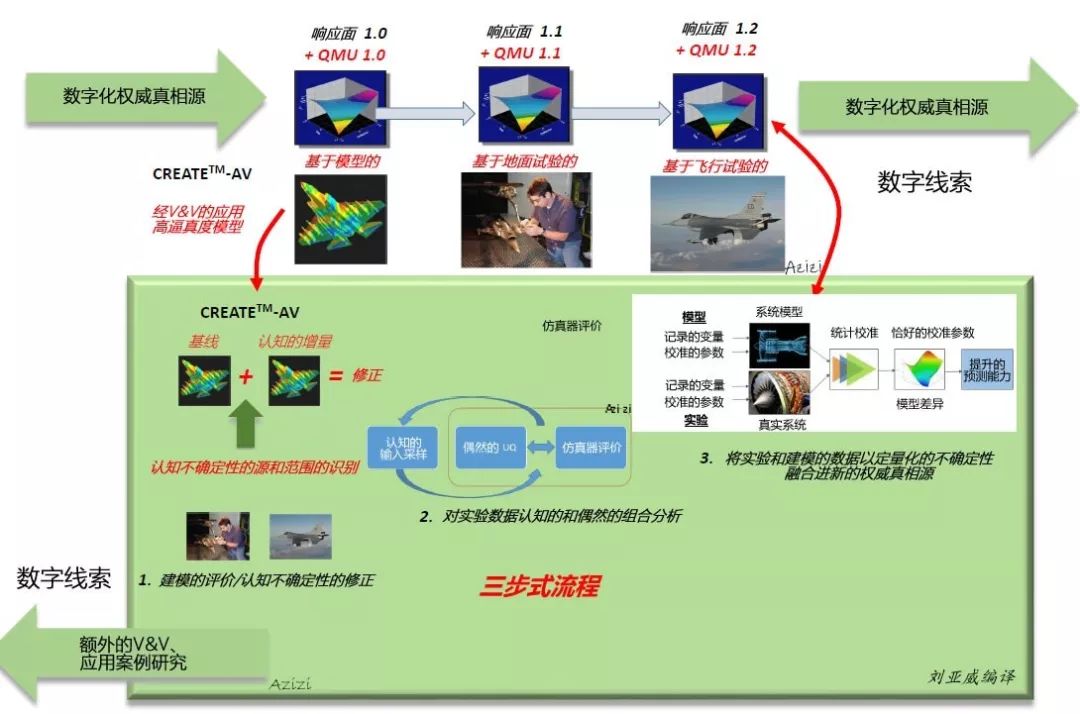 响应面 1.0
+ QMU 1.0
响应面 1.1
+ QMU 1.1
响应面 1.2
+ QMU 1.2
数字化权威真相源
数字化权威真相源
基于模型的
基于地面试验的
基于飞行试验的
CREATE™-AV
经V&V的应用
高逼真度模型
数字线索
Azizi
CREATE™-AV
基线
认知的增量
+
=
修正
认知不确定性的源和范围的识别
1. 建模的评价/认知不确定性的修正
仿真器评价
Azizi
认知的
输入采样
偶然的 UQ
仿真器评价
2. 对实验数据认知的和偶然的组合分析
模型
记录的变量
校准的参数
记录的变量
校准的参数
实验
系统模型
真实系统
统计校准
恰好的校准参数
模型差异
提升的
预测能力
3. 将实验和建模的数据以定量化的不确定性
融合进新的权威真相源
三步式流程
数字线索
额外的V&V、
应用案例研究
Azizi
刘亚威编译